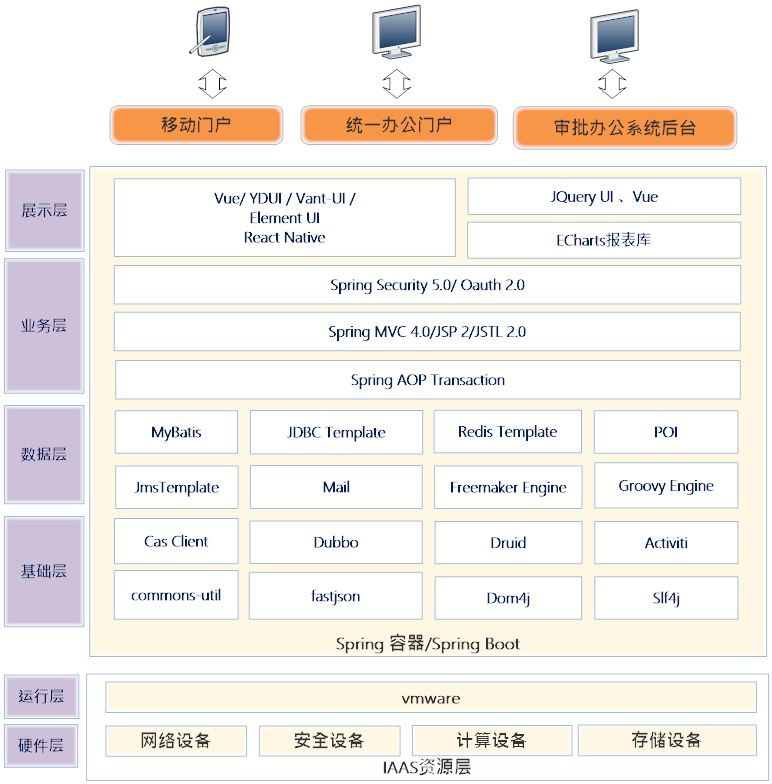 移动门户
统一办公门户
审批办公系统后台
展示层
Vue/ YDUI / Vant-UI /
Element UI
React Native
JQuery UI 、Vue
ECharts报表库
业务层
Spring Security 5.0/ Oauth 2.0
Spring MVC 4.0/JSP 2/JSTL 2.0
Spring AOP Transaction
数据层
MyBatis
JDBC Template
Redis Template
POI
JmsTemplate
Mail
Freemaker Engine
Groovy Engine
基础层
Cas Client
Dubbo
Druid
Activiti
commons-util
fastjson
Dom4j
Slf4j
Spring 容器/Spring Boot
运行层
vmware
硬件层
网络设备
安全设备
计算设备
存储设备
IAAS资源层